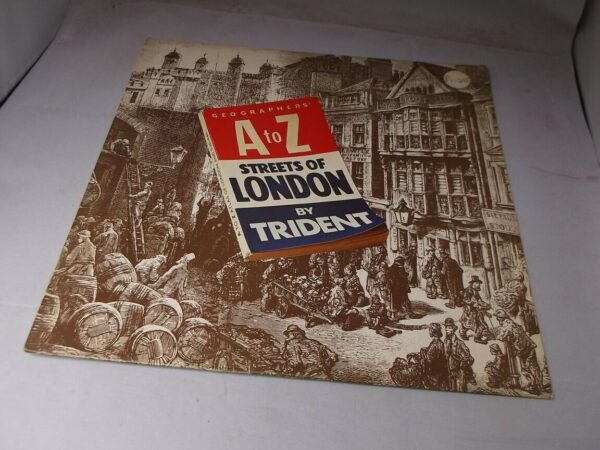 GEOGRAPHERS'
A to Z
STREETS OF
LONDON
BY
TRIDENT